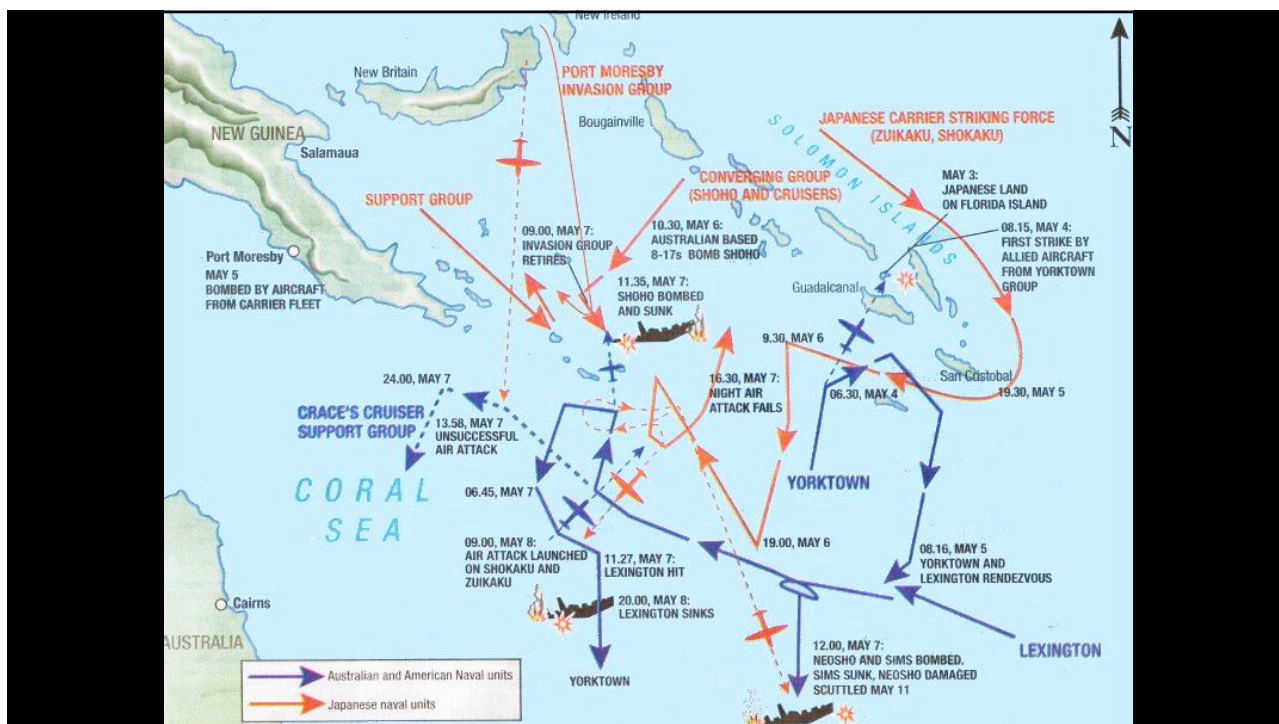 New Ireland
New Britain
PORT MORESBY
INVASION GROUP
Bougainville
NEW GUINEA
Salamaua
SOLOMON ISLANDS
JAPANESE CARRIER STRIKING FORCE
(ZUIKAKU, SHOKAKU)
N
MAY 3:
JAPANESE LAND
ON FLORIDA ISLAND
CONVERGING GROUP
(SHOHO AND CRUISERS)
SUPPORT GROUP
09.00, MAY 7:
INVASION GROUP
RETIRES
10.30, MAY 6:
AUSTRALIAN BASED
8-17s BOMB SHOHO
08.15, MAY 4:
FIRST STRIKE BY
ALLIED AIRCRAFT
FROM YORKTOWN
GROUP
Port Moresby
MAY 5
BOMBED BY AIRCRAFT
FROM CARRIER FLEET
11.35, MAY 7:
SHOHO BOMBED
AND SUNK
Guadalcanal
9.30, MAY 6
San Cristobal
19.30, MAY 5
24.00, MAY 7
16.30, MAY 7:
NIGHT AIR
ATTACK FAILS
06.30, MAY 4
CRACE'S CRUISER
SUPPORT GROUP
13.58, MAY 7
UNSUCCESSFUL
AIR ATTACK
YORKTOWN
CORAL
SEA
06.45, MAY 7
09.00, MAY 8:
AIR ATTACK LAUNCHED
ON SHOKAKU AND
ZUIKAKU
11.27, MAY 7:
LEXINGTON HIT
19.00, MAY 6
08.16, MAY 5
YORKTOWN AND
LEXINGTON RENDEZVOUS
20.00, MAY 8:
LEXINGTON SINKS
Cairns
AUSTRALIA
12.00, MAY 7:
NEOSHO AND SIMS BOMBED.
SIMS SUNK, NEOSHO DAMAGED
SCUTTLED MAY 11
LEXINGTON
YORKTOWN
Australian and American Naval units
Japanese naval units